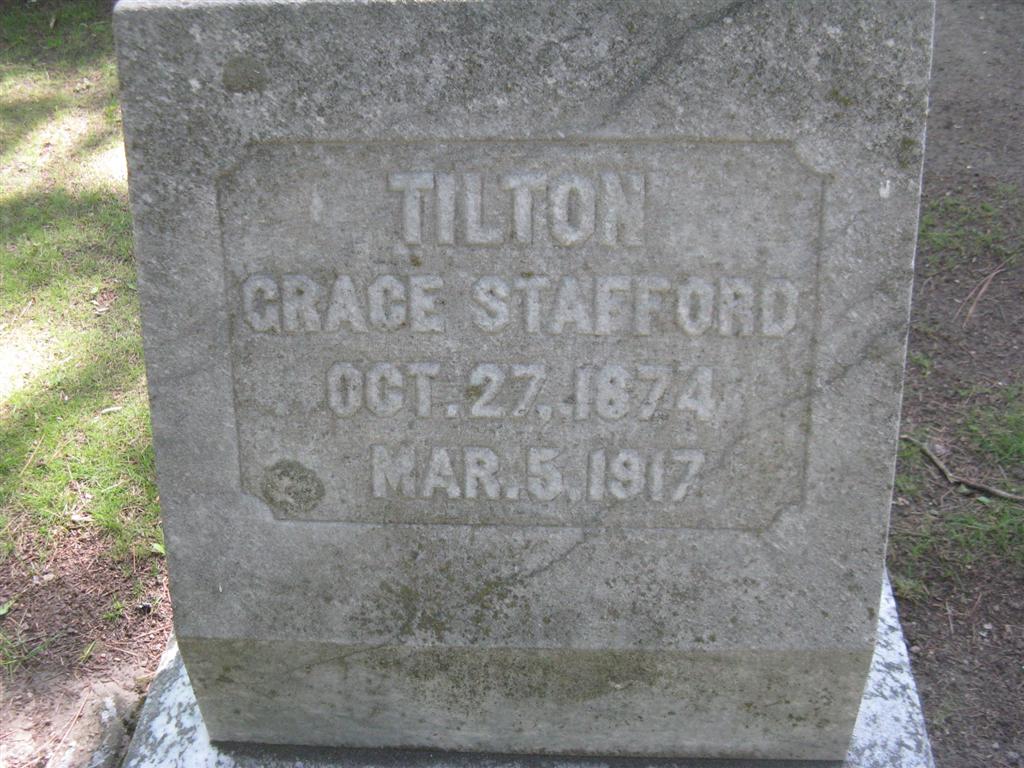 TILTON
GRACE STAFFORD
OCT. 27, 1874
MAR. 5, 1917